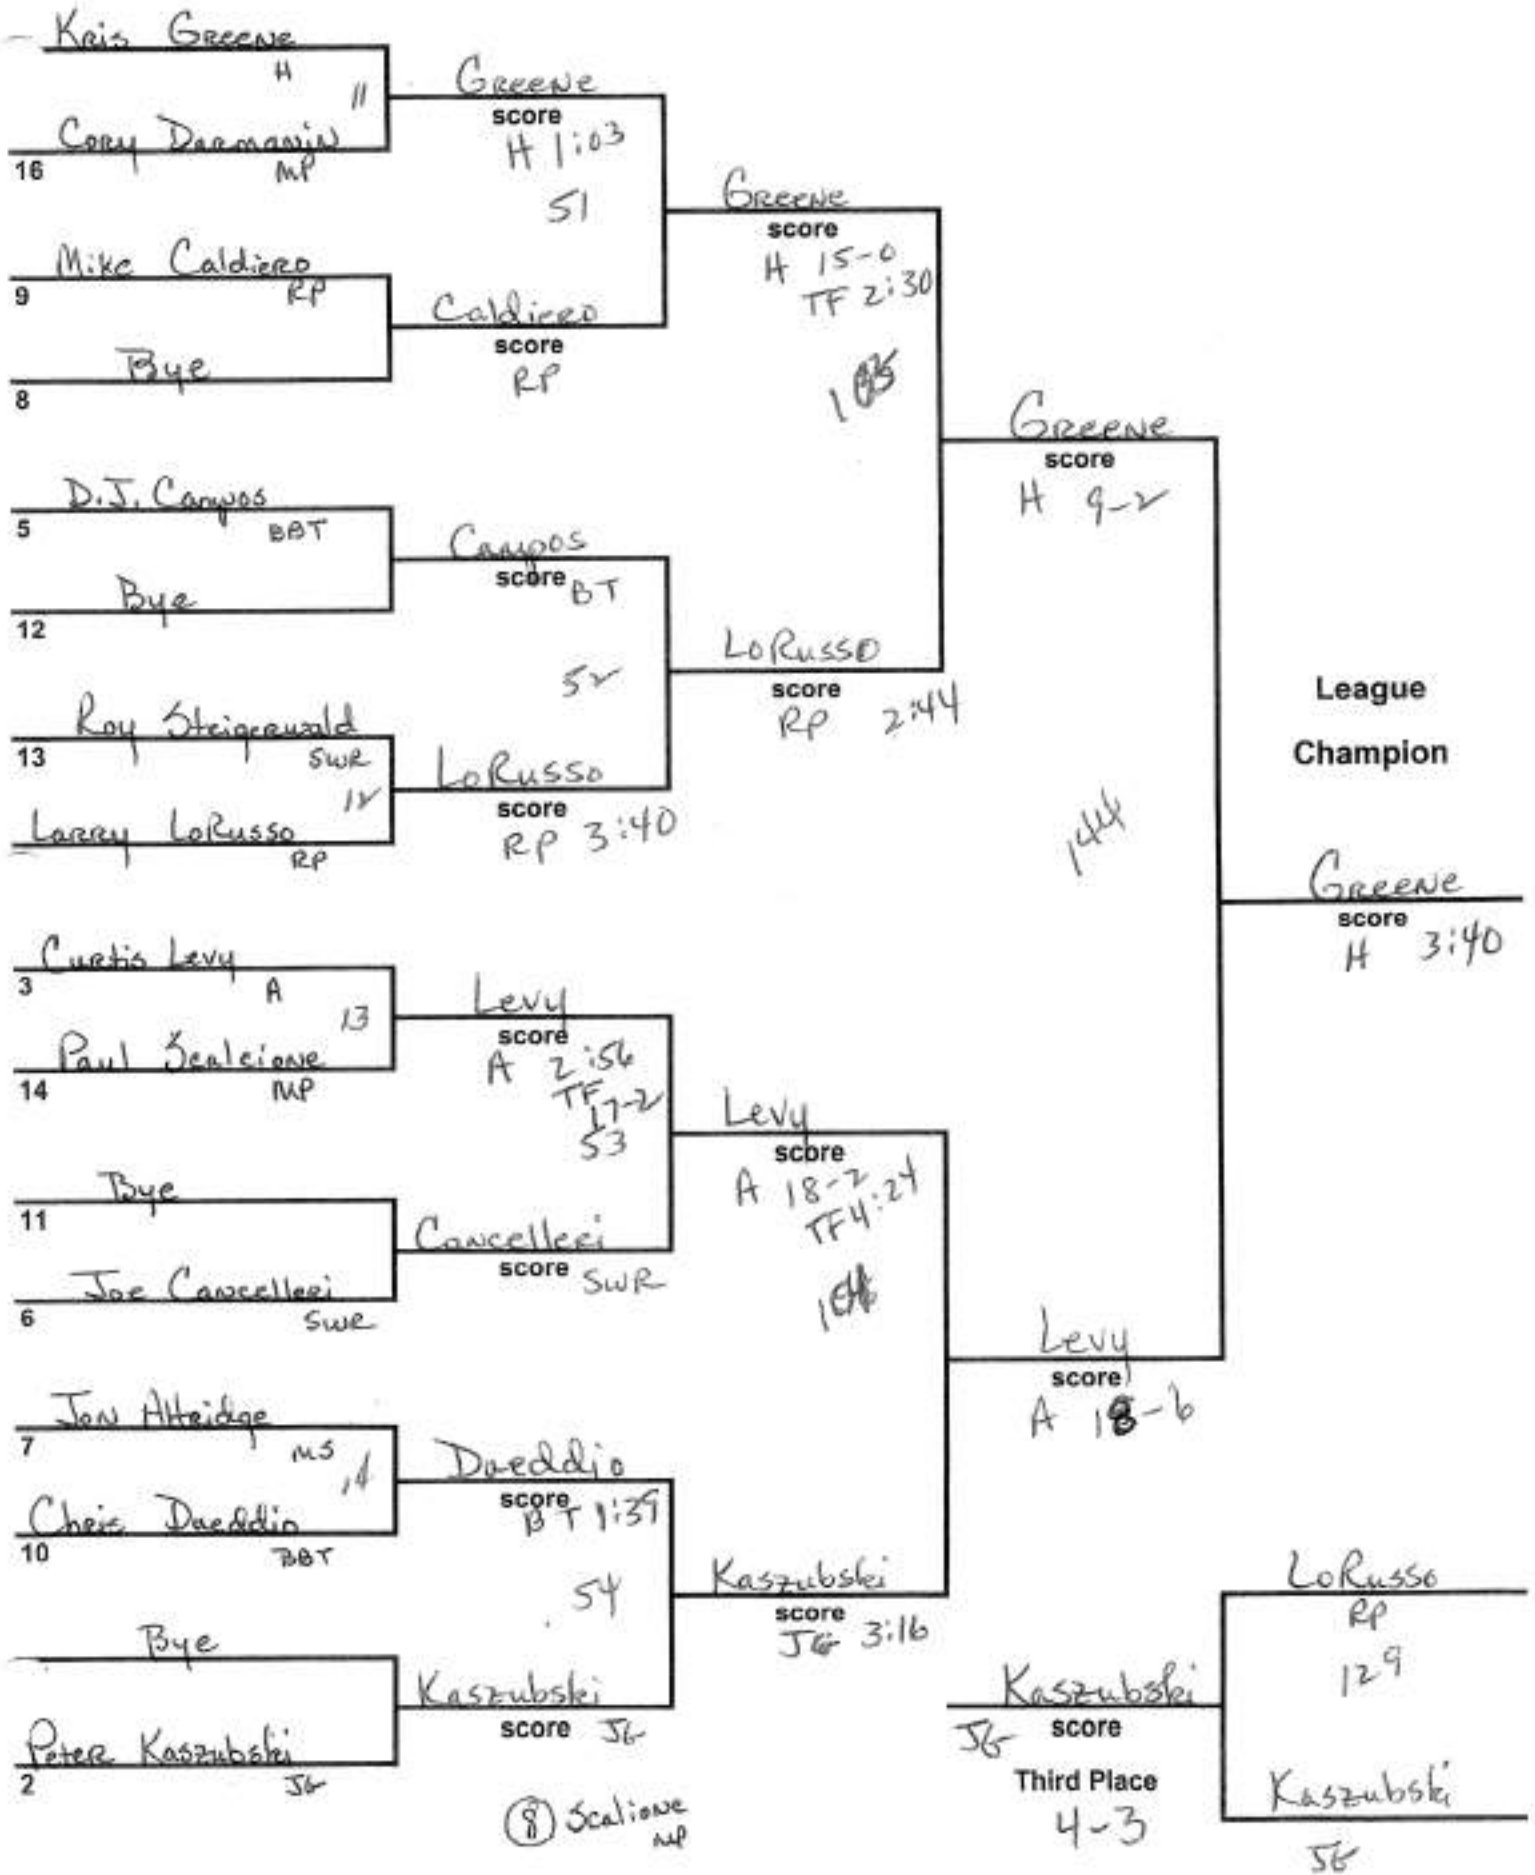 Kris Greene
H
11
Cory Darmanin
16
MP
Greene
score
H 1:03
51
Mike Caldiero
9
RP
Bye
8
Caldiero
score
RP
Greene
score
H 15-0
TF 2:30
D.J. Campos
5
BBT
Bye
12
Campos
score
BT
52
Roy Steigerwald
13
SWR
12
Larry LoRusso
RP
LoRusso
score
RP 3:40
LoRusso
score
RP 2:44
Greene
score
H 9-2
144
Curtis Levy
3
A
13
Paul Scalcione
14
MP
Levy
score
A 2:56
TF
17-2
53
Bye
11
Joe Cancelleri
6
SWR
Cancelleri
score
SWR
Levy
score
A 18-2
TF 4:24
Jon Attridge
7
MS
14
Chris Daeddio
10
BBT
Daeddio
score
BT 1:39
54
Bye
Peter Kaszubski
2
JG
Kaszubski
score
JG
Kaszubski
score
JG 3:16
Levy
score
A 18-6
League
Champion
Greene
score
H 3:40
LoRusso
RP
129
Kaszubski
JG
Kaszubski
JG score
Third Place
4-3
8 Scalione
MP